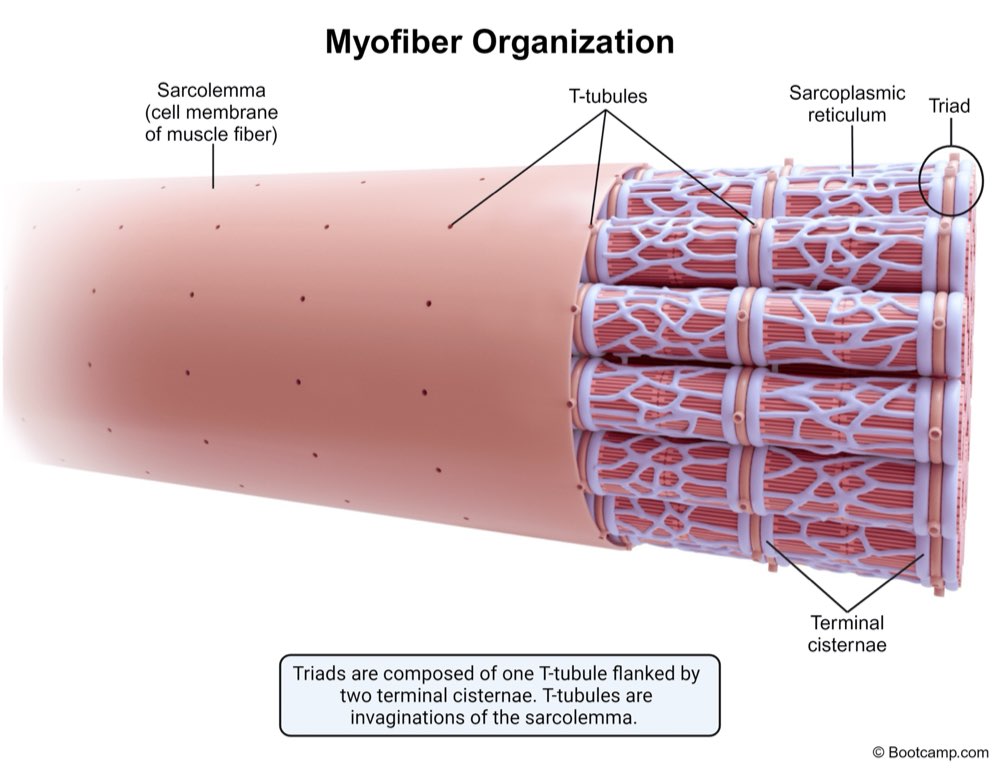 Myofiber Organization
Sarcolemma
(cell membrane
of muscle fiber)
T-tubules
Sarcoplasmic
reticulum
Triad
Terminal
cisternae
Triads are composed of one T-tubule flanked by
two terminal cisternae. T-tubules are
invaginations of the sarcolemma.
© Bootcamp.com